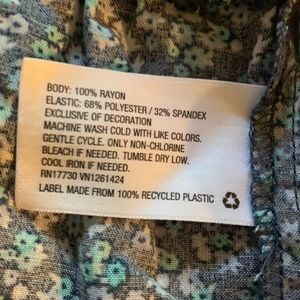 BODY: 100% RAYON
ELASTIC: 68% POLYESTER / 32% SPANDEX
EXCLUSIVE OF DECORATION
MACHINE WASH COLD WITH LIKE COLORS.
GENTLE CYCLE. ONLY NON-CHLORINE
BLEACH IF NEEDED. TUMBLE DRY LOW.
COOL IRON IF NEEDED.
RN17730 VN1261424
LABEL MADE FROM 100% RECYCLED PLASTIC